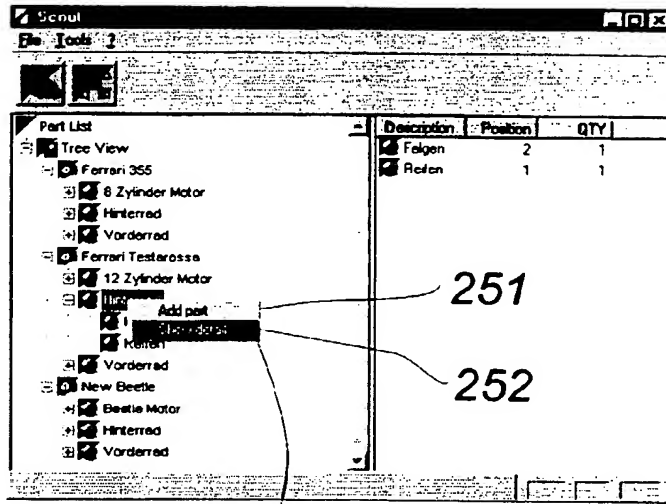 Scnut
File Tools ?
Part List
Tree View
Ferrari 355
8 Zylinder Motor
Hinterrad
Vorderrad
Ferrari Testarossa
12 Zylinder Motor
Add part
Reifen
Vorderrad
New Beetle
Beetle Motor
Hinterrad
Vorderrad
Description Position QTY
Felgen 2 1
Reifen 1 1
251
252